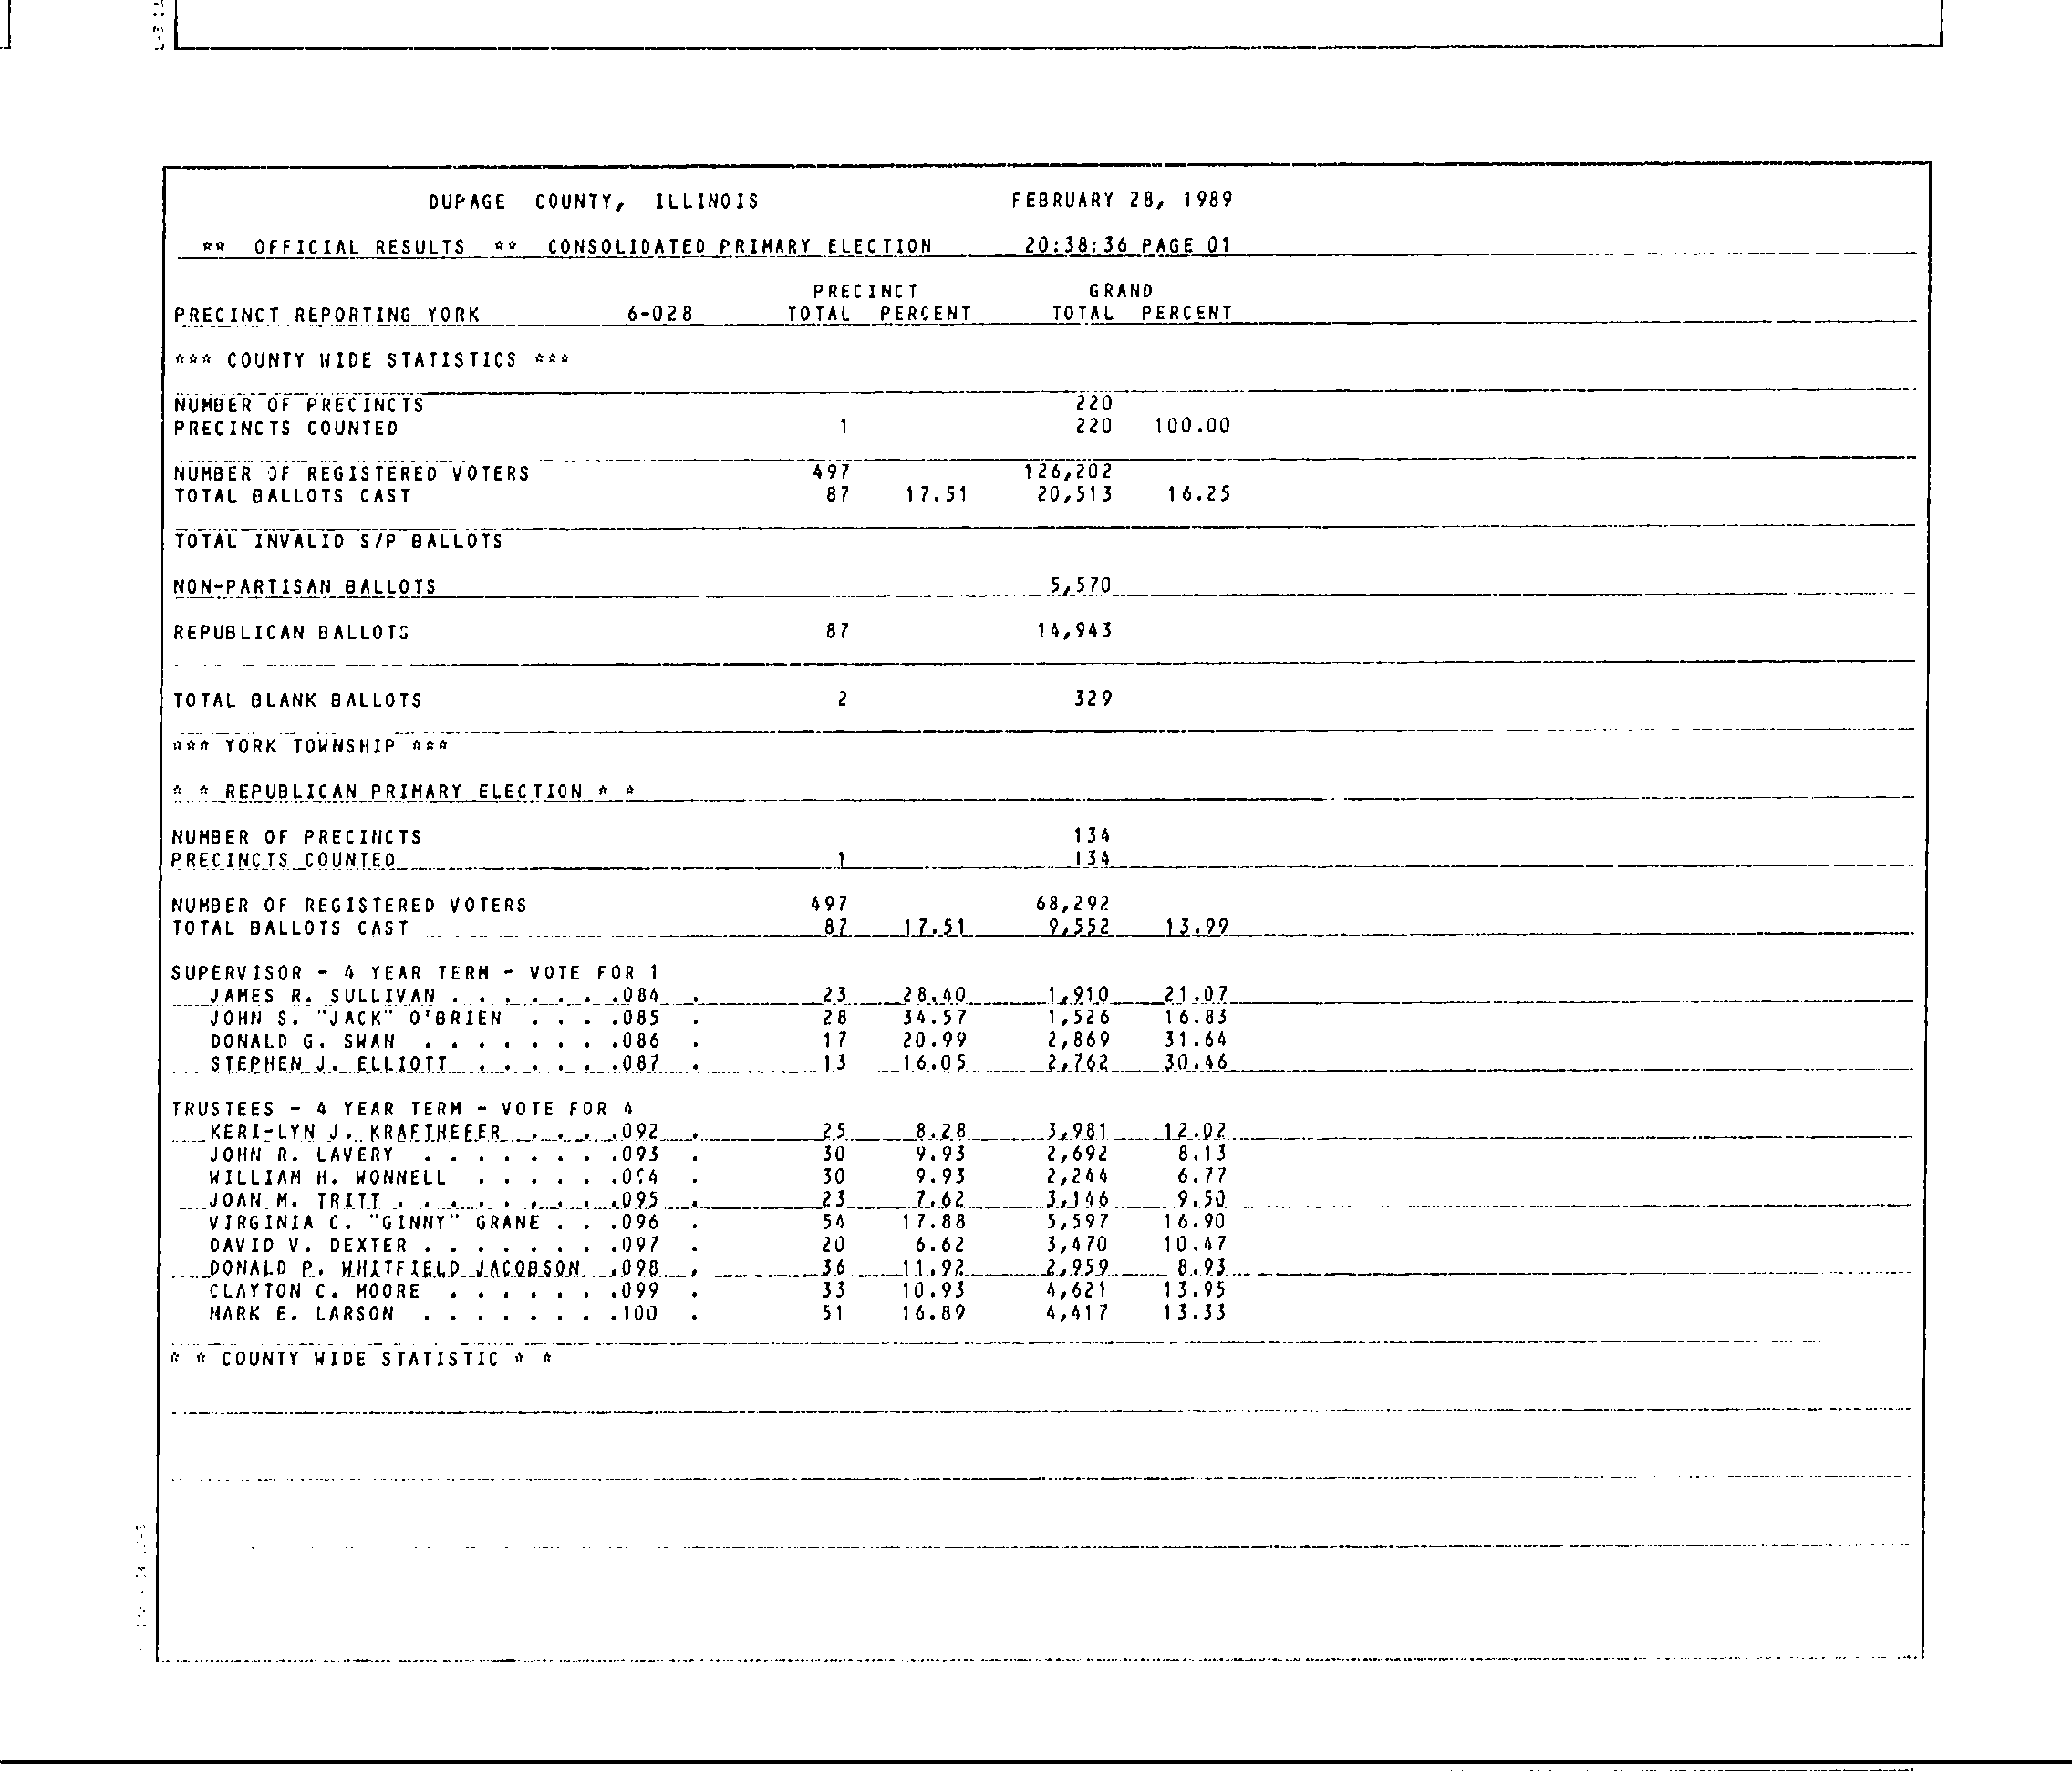 DUPAGE COUNTY, ILLINOIS FEBRUARY 28, 1989
** OFFICIAL RESULTS ** CONSOLIDATED PRIMARY ELECTION 20:38:36 PAGE 01
PRECINCT GRAND
PRECINCT REPORTING YORK 6-028 TOTAL PERCENT TOTAL PERCENT
*** COUNTY WIDE STATISTICS ***
NUMBER OF PRECINCTS 220
PRECINCTS COUNTED 1 220 100.00
NUMBER OF REGISTERED VOTERS 497 126,202
TOTAL BALLOTS CAST 87 17.51 20,513 16.25
TOTAL INVALID S/P BALLOTS
NON-PARTISAN BALLOTS 5,570
REPUBLICAN BALLOTS 87 14,943
TOTAL BLANK BALLOTS 2 329
*** YORK TOWNSHIP ***
* * REPUBLICAN PRIMARY ELECTION * *
NUMBER OF PRECINCTS 134
PRECINCTS COUNTED 1 134
NUMBER OF REGISTERED VOTERS 497 68,292
TOTAL BALLOTS CAST 87 17.51 9,552 13.99
SUPERVISOR - 4 YEAR TERM - VOTE FOR 1
JAMES R. SULLIVAN . . . . . . .084 . 23 28.40 1,910 21.07
JOHN S. "JACK" O'BRIEN . . . .085 . 28 34.57 1,526 16.83
DONALD G. SWAN . . . . . . . .086 . 17 20.99 2,869 31.64
STEPHEN J. ELLIOTT . . . . . .087 . 13 16.05 2,762 30.46
TRUSTEES - 4 YEAR TERM - VOTE FOR 4
KERI-LYN J. KRAFTHEFER . . . .092 . 25 8.28 3,981 12.02
JOHN R. LAVERY . . . . . . . .093 . 30 9.93 2,692 8.13
WILLIAM H. WONNELL . . . . . .094 . 30 9.93 2,244 6.77
JOAN M. TRITT . . . . . . . . .095 . 23 7.62 3,146 9.50
VIRGINIA C. "GINNY" GRANE . . .096 . 54 17.88 5,597 16.90
DAVID V. DEXTER . . . . . . . .097 . 20 6.62 3,470 10.47
DONALD P. WHITFIELD JACOBSON .098 . 36 11.92 2,959 8.93
CLAYTON C. MOORE . . . . . . .099 . 33 10.93 4,621 13.95
MARK E. LARSON . . . . . . . .100 . 51 16.89 4,417 13.33
* * COUNTY WIDE STATISTIC * *